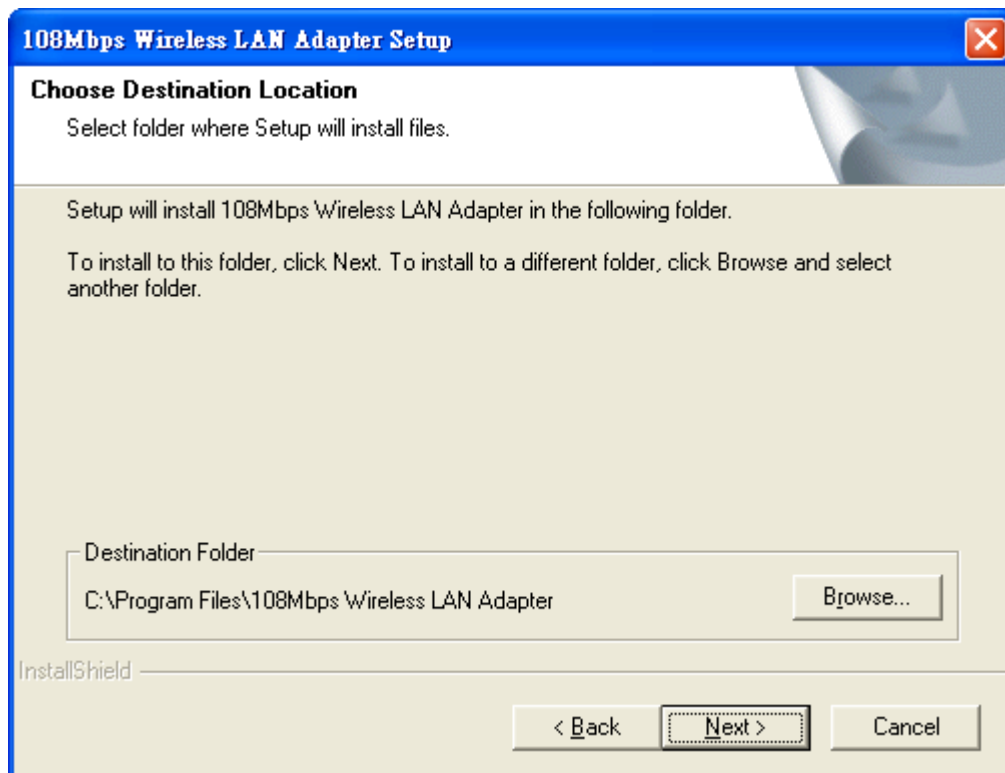 108Mbps Wireless LAN Adapter Setup
Choose Destination Location
Select folder where Setup will install files.
Setup will install 108Mbps Wireless LAN Adapter in the following folder.
To install to this folder, click Next. To install to a different folder, click Browse and select
another folder.
Destination Folder
C:\Program Files\108Mbps Wireless LAN Adapter
Browse...
InstallShield
< Back
Next >
Cancel